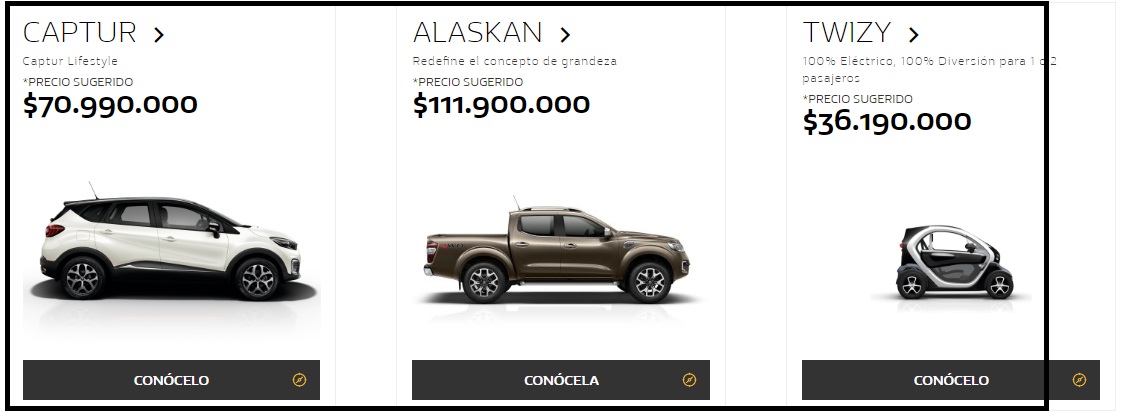 CAPTUR
Captur Lifestyle
*PRECIO SUGERIDO
$70.990.000
CONÓCELO
ALASKAN
Redefine el concepto de grandeza
*PRECIO SUGERIDO
$111.900.000
CONÓCELA
TWIZY
100% Eléctrico, 100% Diversión para 1 o 2
pasajeros
*PRECIO SUGERIDO
$36.190.000
CONÓCELO